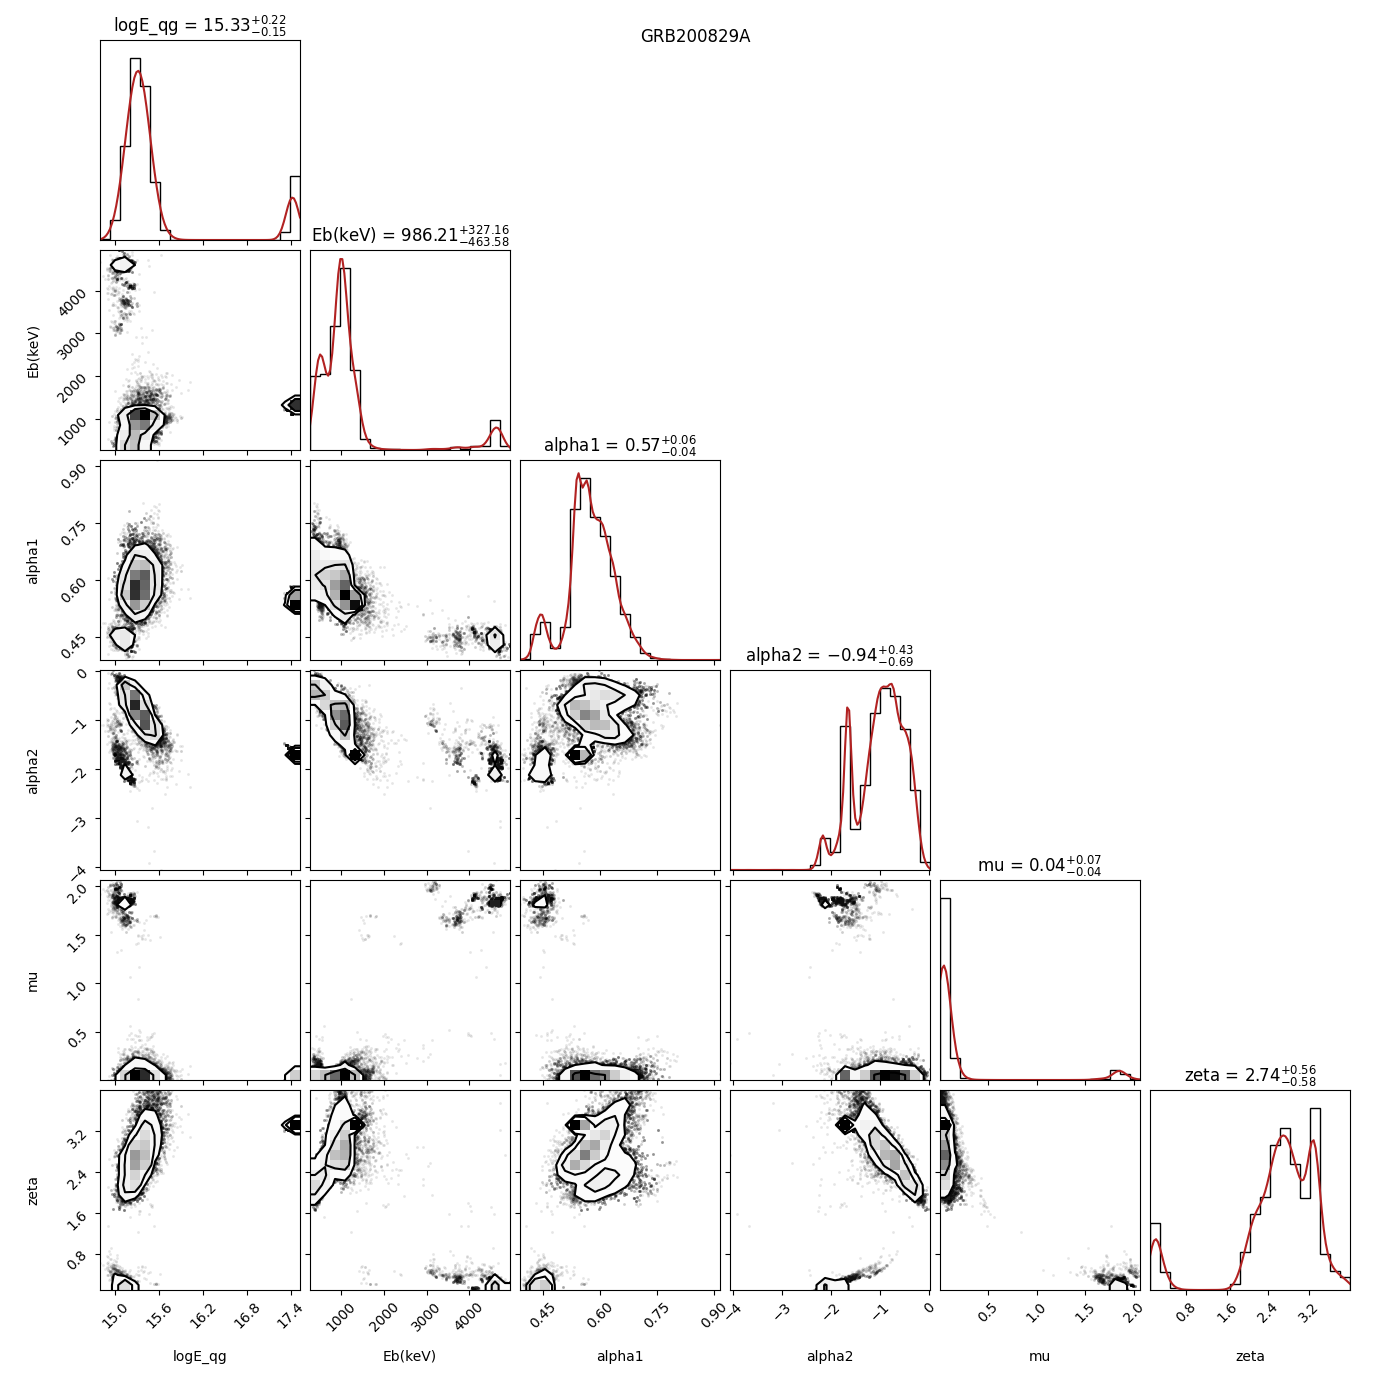 logE_qg = 15.33+0.22−0.15
GRB200829A
Eb(keV) = 986.21+327.16−463.58
4000
3000
2000
1000
Eb(keV)
alpha1 = 0.57+0.06−0.04
0.90
0.75
0.60
0.45
alpha1
alpha2 = −0.94+0.43−0.69
0
−1
−2
−3
−4
alpha2
mu = 0.04+0.07−0.04
2.0
1.5
1.0
0.5
mu
zeta = 2.74+0.56−0.58
3.2
2.4
1.6
0.8
zeta
15.0 15.6 16.2 16.8 17.4 1000 2000 3000 4000 0.45 0.60 0.75 0.90 −4 −3 −2 −1 0 0.5 1.0 1.5 2.0 0.8 1.6 2.4 3.2
logE_qg Eb(keV) alpha1 alpha2 mu zeta